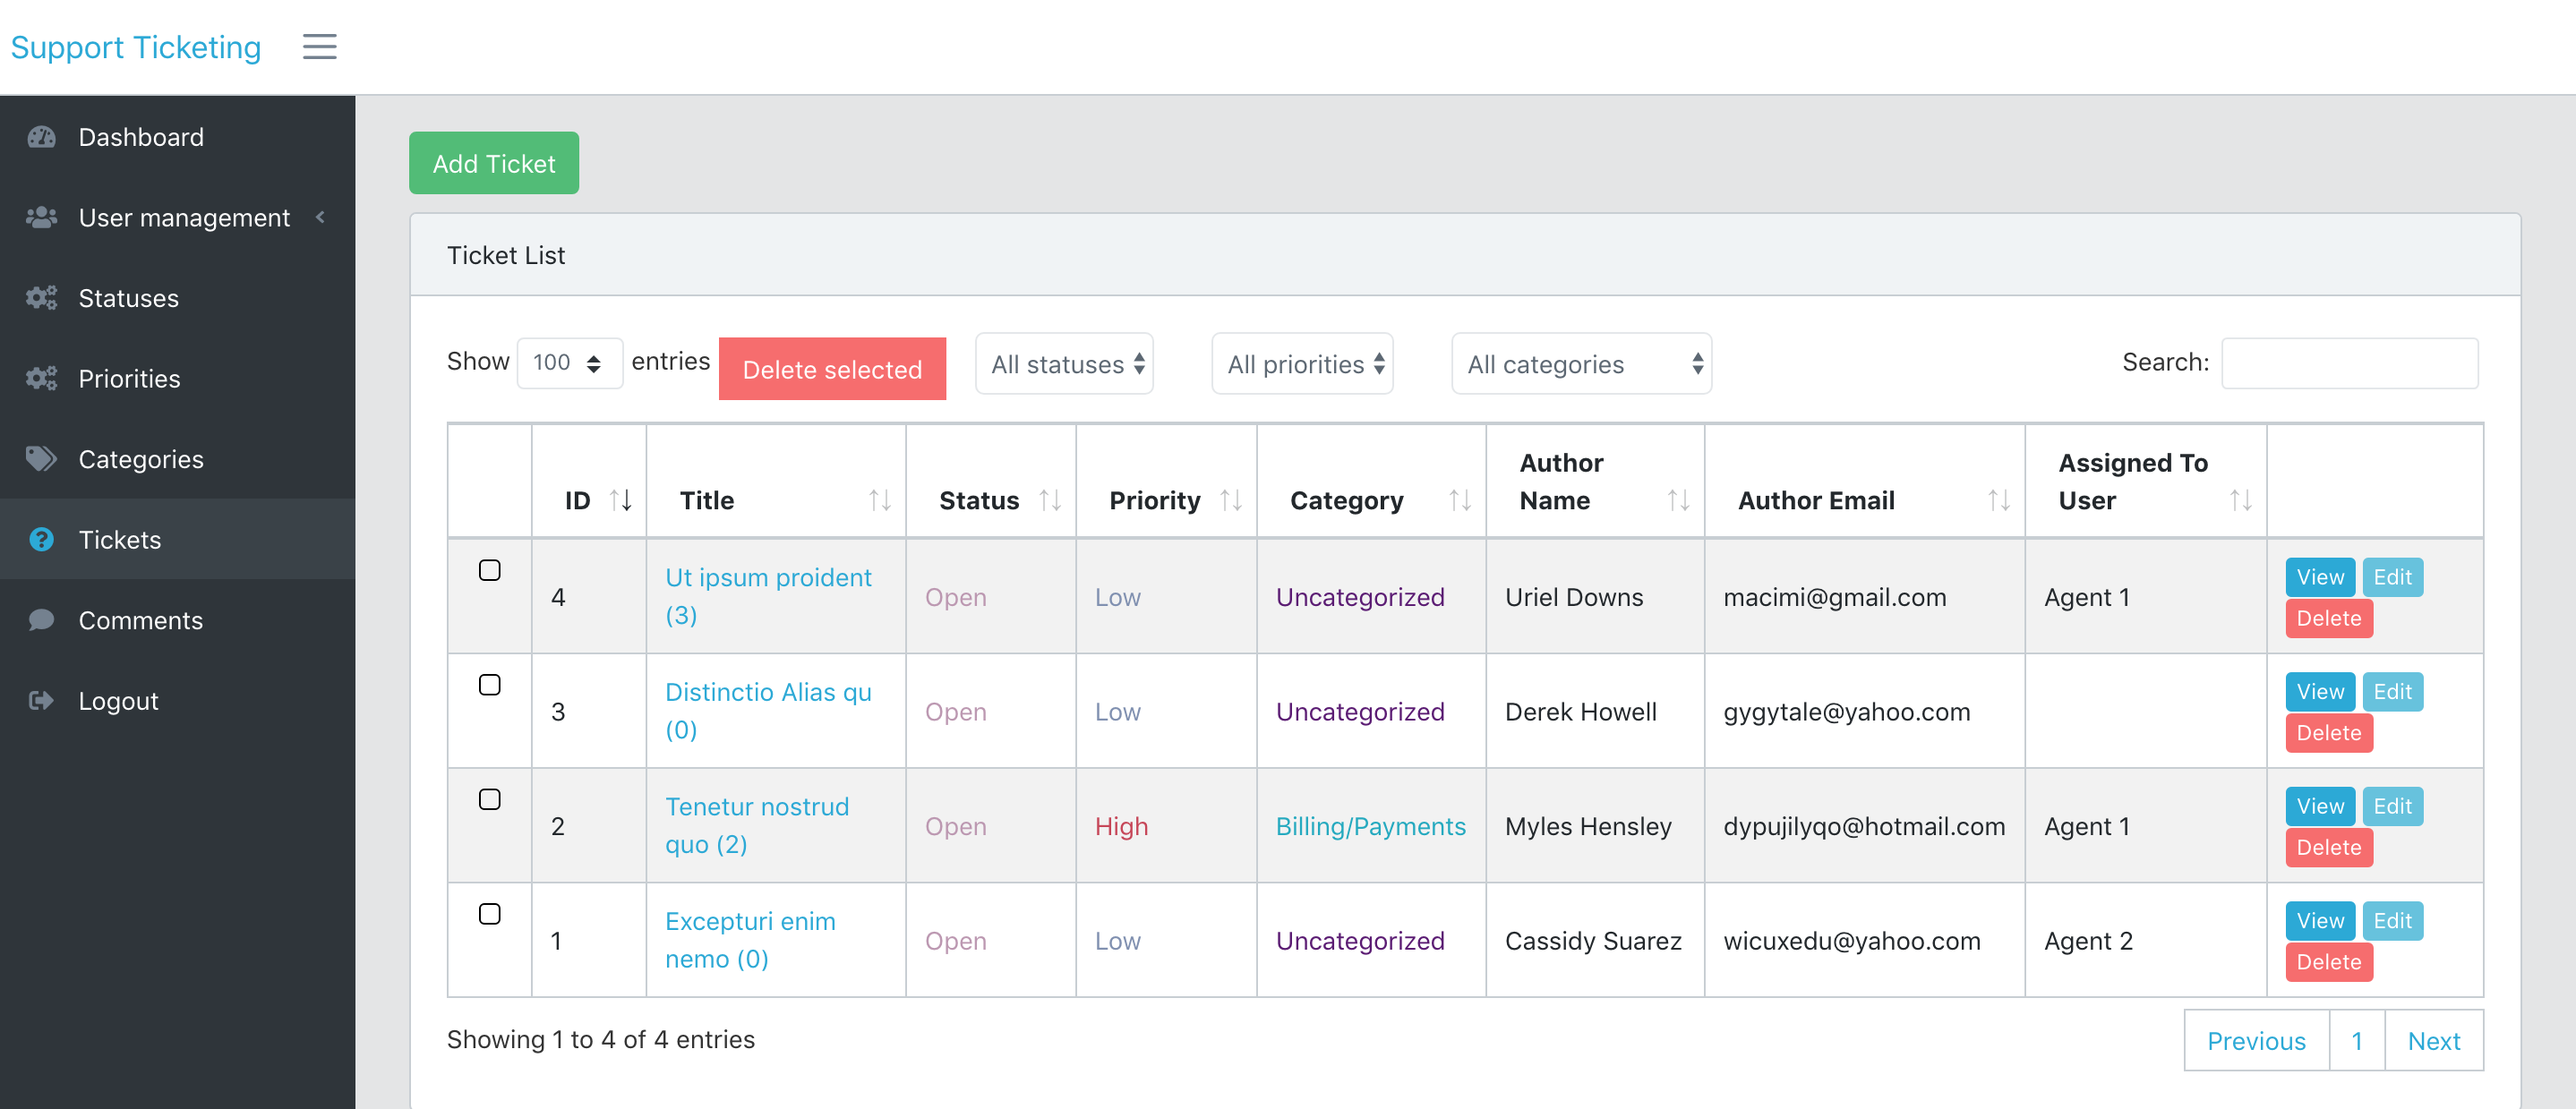 Support Ticketing
Dashboard
User management
Statuses
Priorities
Categories
Tickets
Comments
Logout
Add Ticket
Ticket List
Show 100 entries Delete selected All statuses All priorities All categories Search:
ID Title Status Priority Category Author Name Author Email Assigned To User
4 Ut ipsum proident (3) Open Low Uncategorized Uriel Downs macimi@gmail.com Agent 1 View Edit Delete
3 Distinctio Alias qu (0) Open Low Uncategorized Derek Howell gygytale@yahoo.com View Edit Delete
2 Tenetur nostrud quo (2) Open High Billing/Payments Myles Hensley dypujilyqo@hotmail.com Agent 1 View Edit Delete
1 Excepturi enim nemo (0) Open Low Uncategorized Cassidy Suarez wicuxedu@yahoo.com Agent 2 View Edit Delete
Showing 1 to 4 of 4 entries
Previous 1 Next